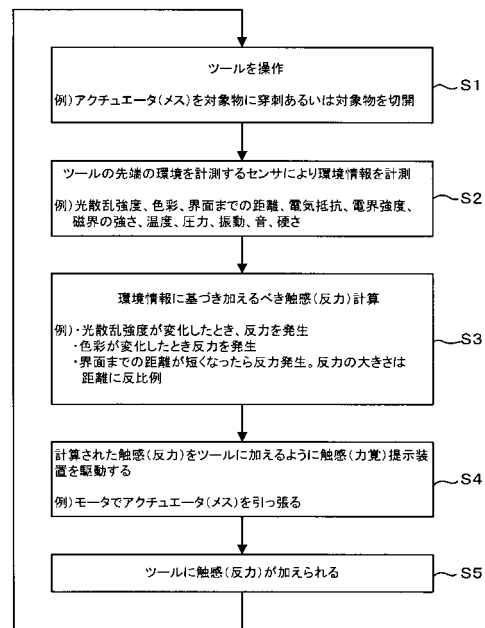 ツールを操作
例)アクチュエータ(メス)を対象物に穿刺あるいは対象物を切開
S1
ツールの先端の環境を計測するセンサにより環境情報を計測
例)光散乱強度、色彩、界面までの距離、電気抵抗、電界強度、
磁界の強さ、温度、圧力、振動、音、硬さ
S2
環境情報に基づき加えるべき触感(反力)計算
例)・光散乱強度が変化したとき、反力を発生
・色彩が変化したとき反力を発生
・界面までの距離が短くなったら反力発生。反力の大きさは
距離に反比例
S3
計算された触感(反力)をツールに加えるように触感(力覚)提示装
置を駆動する
例)モータでアクチュエータ(メス)を引っ張る
S4
ツールに触感(反力)が加えられる
S5